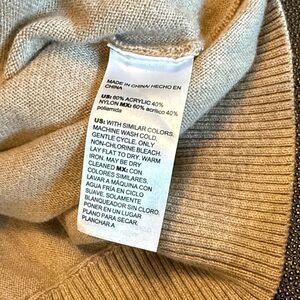 MADE IN CHINA/ HECHO EN
CHINA
US: 60% ACRYLIC 40%
NYLON MX: 60% acrílico 40%
poliamida
US: WITH SIMILAR COLORS.
MACHINE WASH COLD,
GENTLE CYCLE. ONLY
NON-CHLORINE BLEACH.
LAY FLAT TO DRY. WARM
IRON. MAY BE DRY
CLEANED MX: CON
COLORES SIMILARES.
LAVAR A MÁQUINA CON
AGUA FRÍA EN CICLO
SUAVE. SOLAMENTE
BLANQUEADOR SIN CLORO.
PONER EN UN LUGAR
PLANO PARA SECAR.
PLANCHAR A